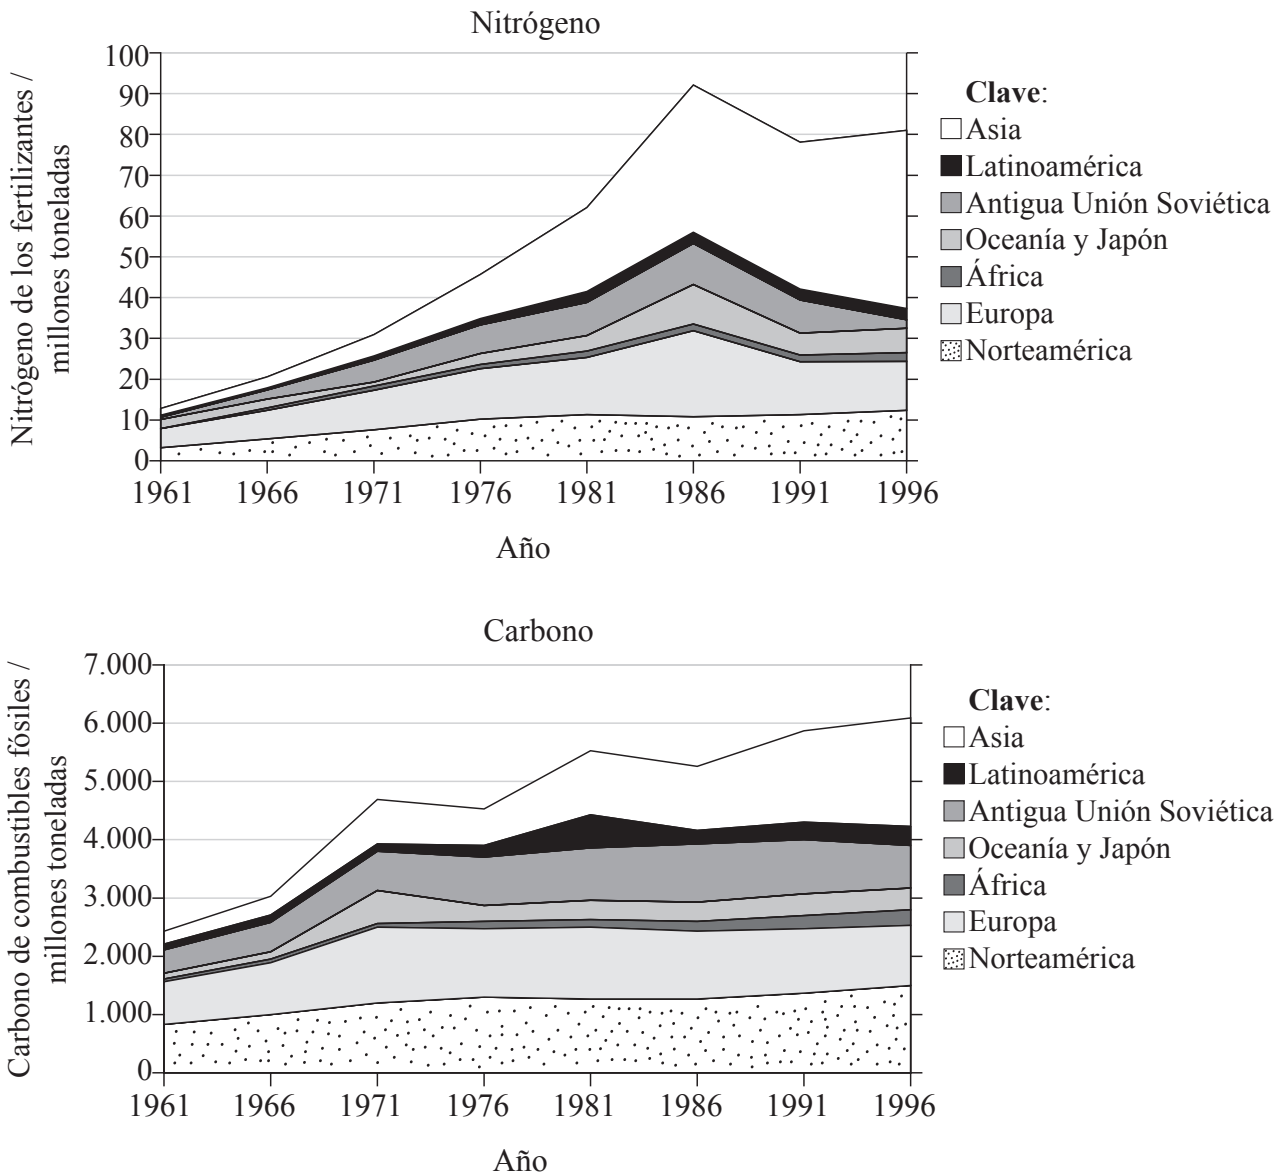 Nitrógeno
Nitrógeno de los fertilizantes /
millones toneladas
100
90
80
70
60
50
40
30
20
10
0
1961 1966 1971 1976 1981 1986 1991 1996
Año
Clave:
Asia
Latinoamérica
Antigua Unión Soviética
Oceanía y Japón
África
Europa
Norteamérica
Carbono
Carbono de combustibles fósiles /
millones toneladas
7.000
6.000
5.000
4.000
3.000
2.000
1.000
0
1961 1966 1971 1976 1981 1986 1991 1996
Año
Clave:
Asia
Latinoamérica
Antigua Unión Soviética
Oceanía y Japón
África
Europa
Norteamérica